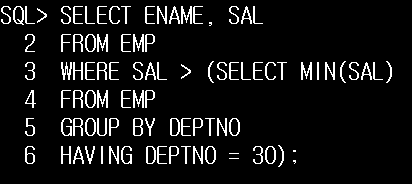 SQL> SELECT ENAME, SAL
2 FROM EMP
3 WHERE SAL > (SELECT MIN(SAL)
4 FROM EMP
5 GROUP BY DEPTNO
6 HAVING DEPTNO = 30);